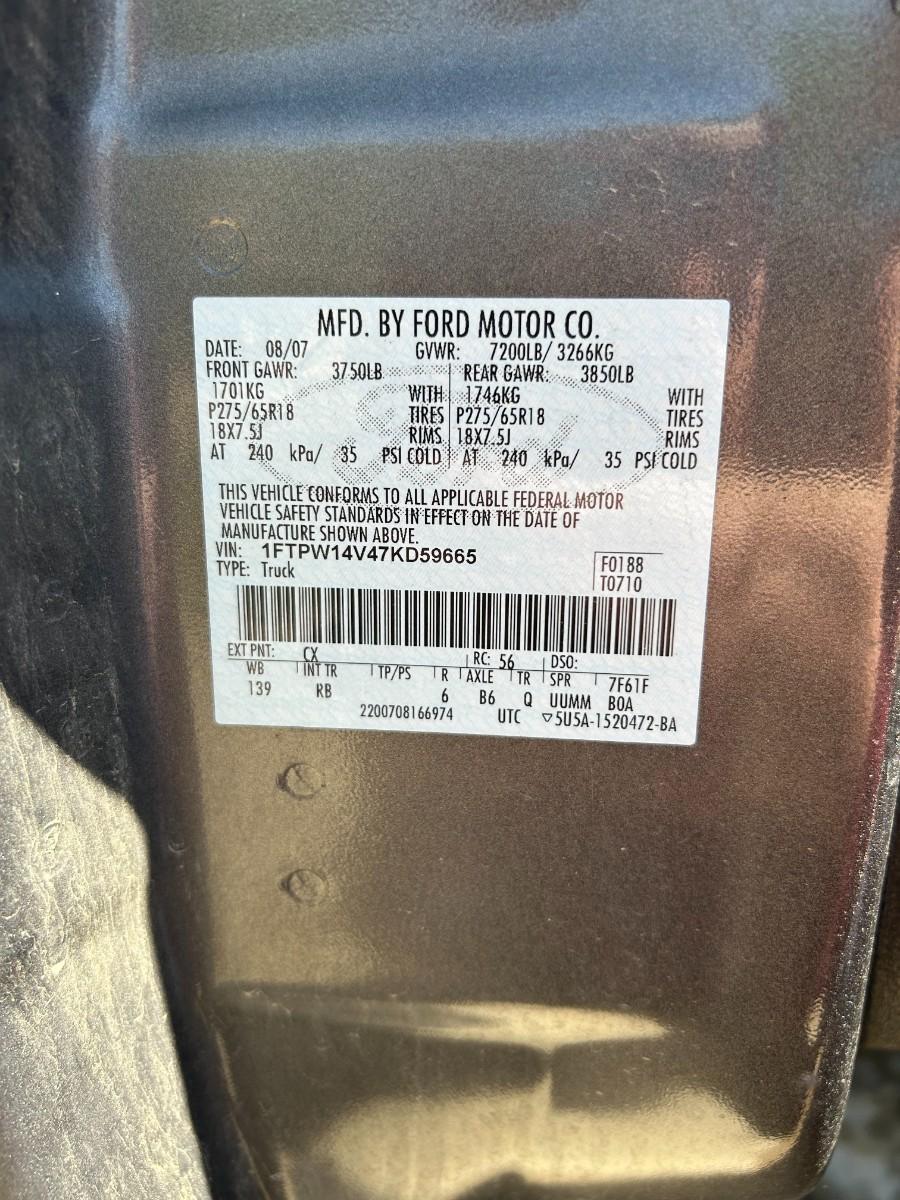 MFD. BY FORD MOTOR CO.
DATE: 08/07 GVWR: 7200LB/ 3266KG
FRONT GAWR: 3750LB REAR GAWR: 3850LB
1701KG WITH 1746KG WITH
P275/65R18 TIRES P275/65R18 TIRES
18X7.5J RIMS 18X7.5J RIMS
AT 240 kPa/ 35 PSI COLD AT 240 kPa/ 35 PSI COLD
THIS VEHICLE CONFORMS TO ALL APPLICABLE FEDERAL MOTOR
VEHICLE SAFETY STANDARDS IN EFFECT ON THE DATE OF
MANUFACTURE SHOWN ABOVE.
VIN: 1FTPW14V47KD59665 F0188
TYPE: Truck T0710
EXT PNT: CX RC: 56 DSO:
WB INT TR TP/PS R AXLE TR SPR 7F61F
139 RB 6 B6 Q UUMM BOA
2200708166974 UTC ▽5U5A-1520472-BA